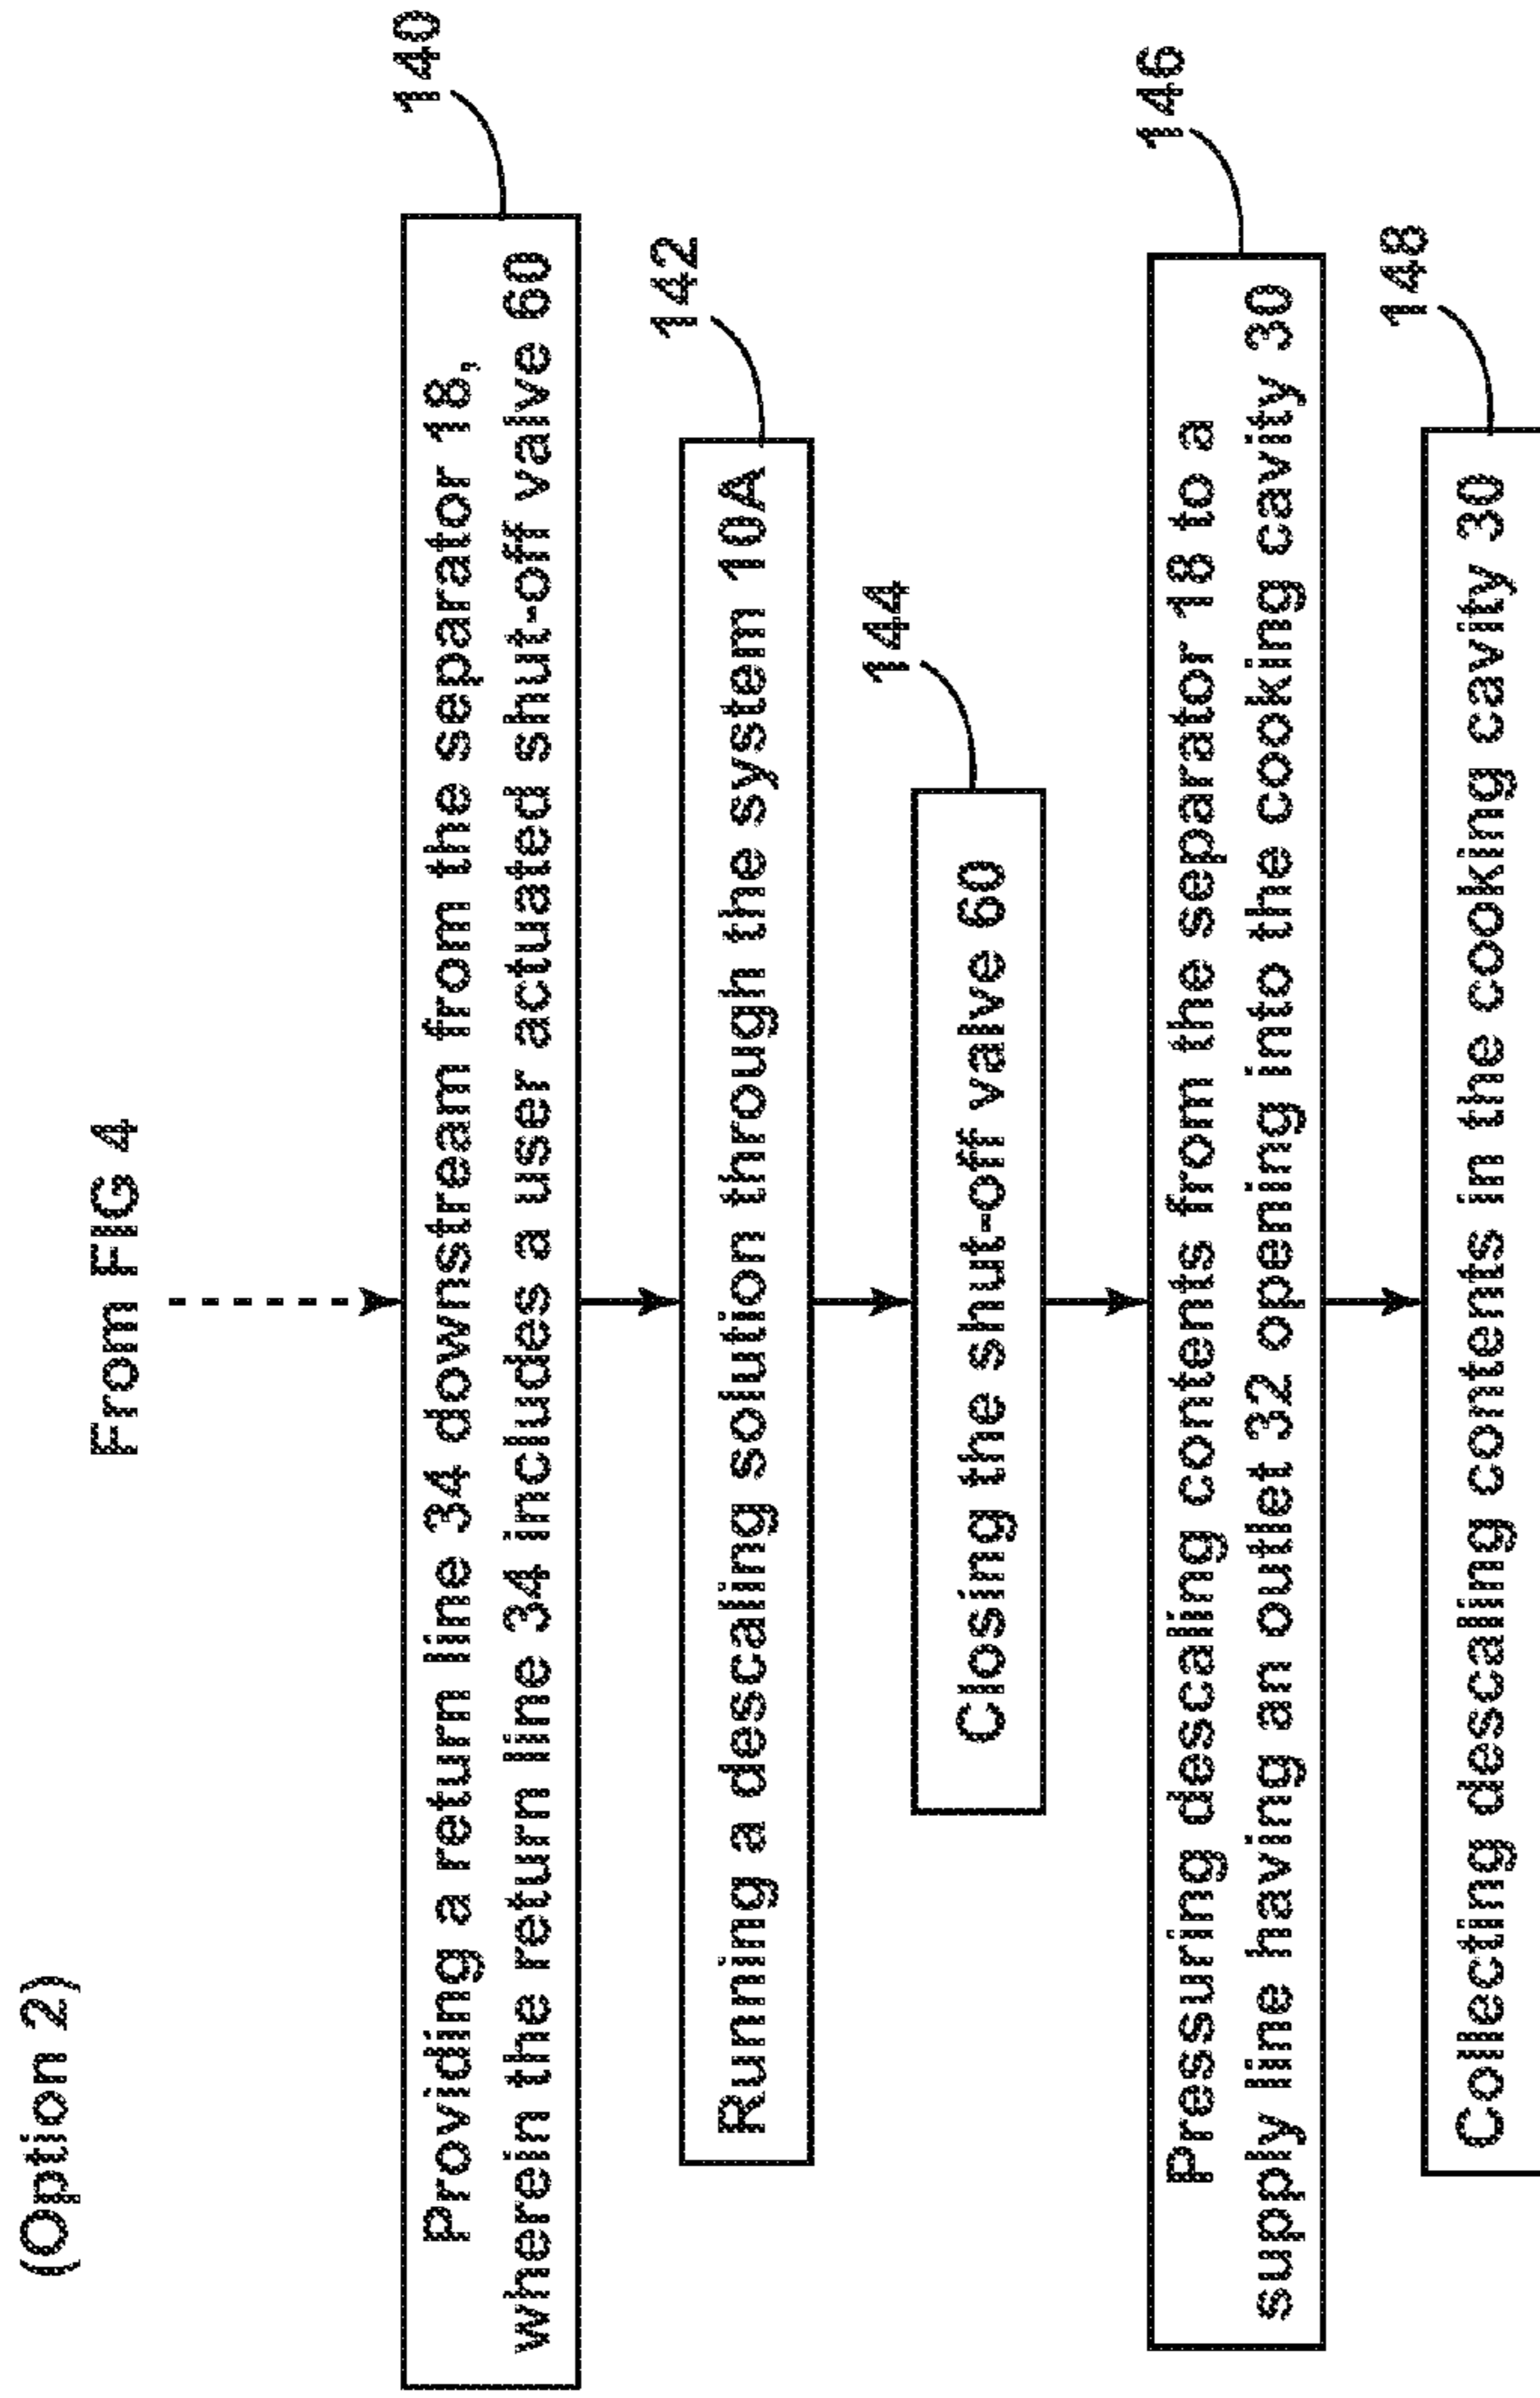 (Option 2)
From FIG 4
140
Providing a return line 34 downstream from the separator 18,
wherein the return line 34 includes a user actuated shut-off valve 60
142
Running a descaling solution through the system 10A
144
Closing the shut-off valve 60
146
Pressuring descaling contents from the separator 18 to a
supply line having an outlet 32 opening into the cooking cavity 30
148
Collecting descaling contents in the cooking cavity 30